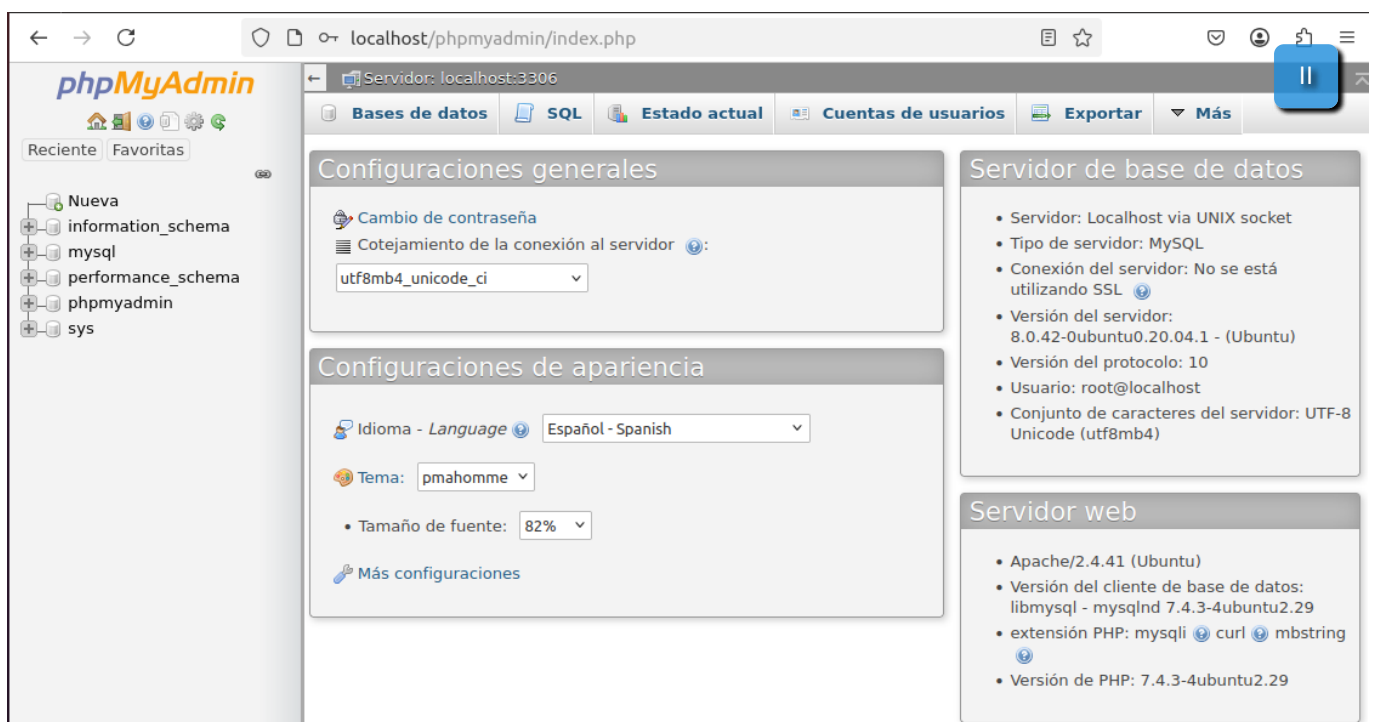 localhost/phpmyadmin/index.php
phpMyAdmin
Reciente Favoritas
Nueva
information_schema
mysql
performance_schema
phpmyadmin
sys
Servidor: localhost:3306
Bases de datos SQL Estado actual Cuentas de usuarios Exportar Más
Configuraciones generales
Cambio de contraseña
Cotejamiento de la conexión al servidor :
utf8mb4_unicode_ci
Configuraciones de apariencia
Idioma - Language Español - Spanish
Tema: pmahomme
• Tamaño de fuente: 82%
Más configuraciones
Servidor de base de datos
• Servidor: Localhost via UNIX socket
• Tipo de servidor: MySQL
• Conexión del servidor: No se está
utilizando SSL
• Versión del servidor:
8.0.42-0ubuntu0.20.04.1 - (Ubuntu)
• Versión del protocolo: 10
• Usuario: root@localhost
• Conjunto de caracteres del servidor: UTF-8
Unicode (utf8mb4)
Servidor web
• Apache/2.4.41 (Ubuntu)
• Versión del cliente de base de datos:
libmysql - mysqlnd 7.4.3-4ubuntu2.29
• extensión PHP: mysqli curl mbstring
• Versión de PHP: 7.4.3-4ubuntu2.29